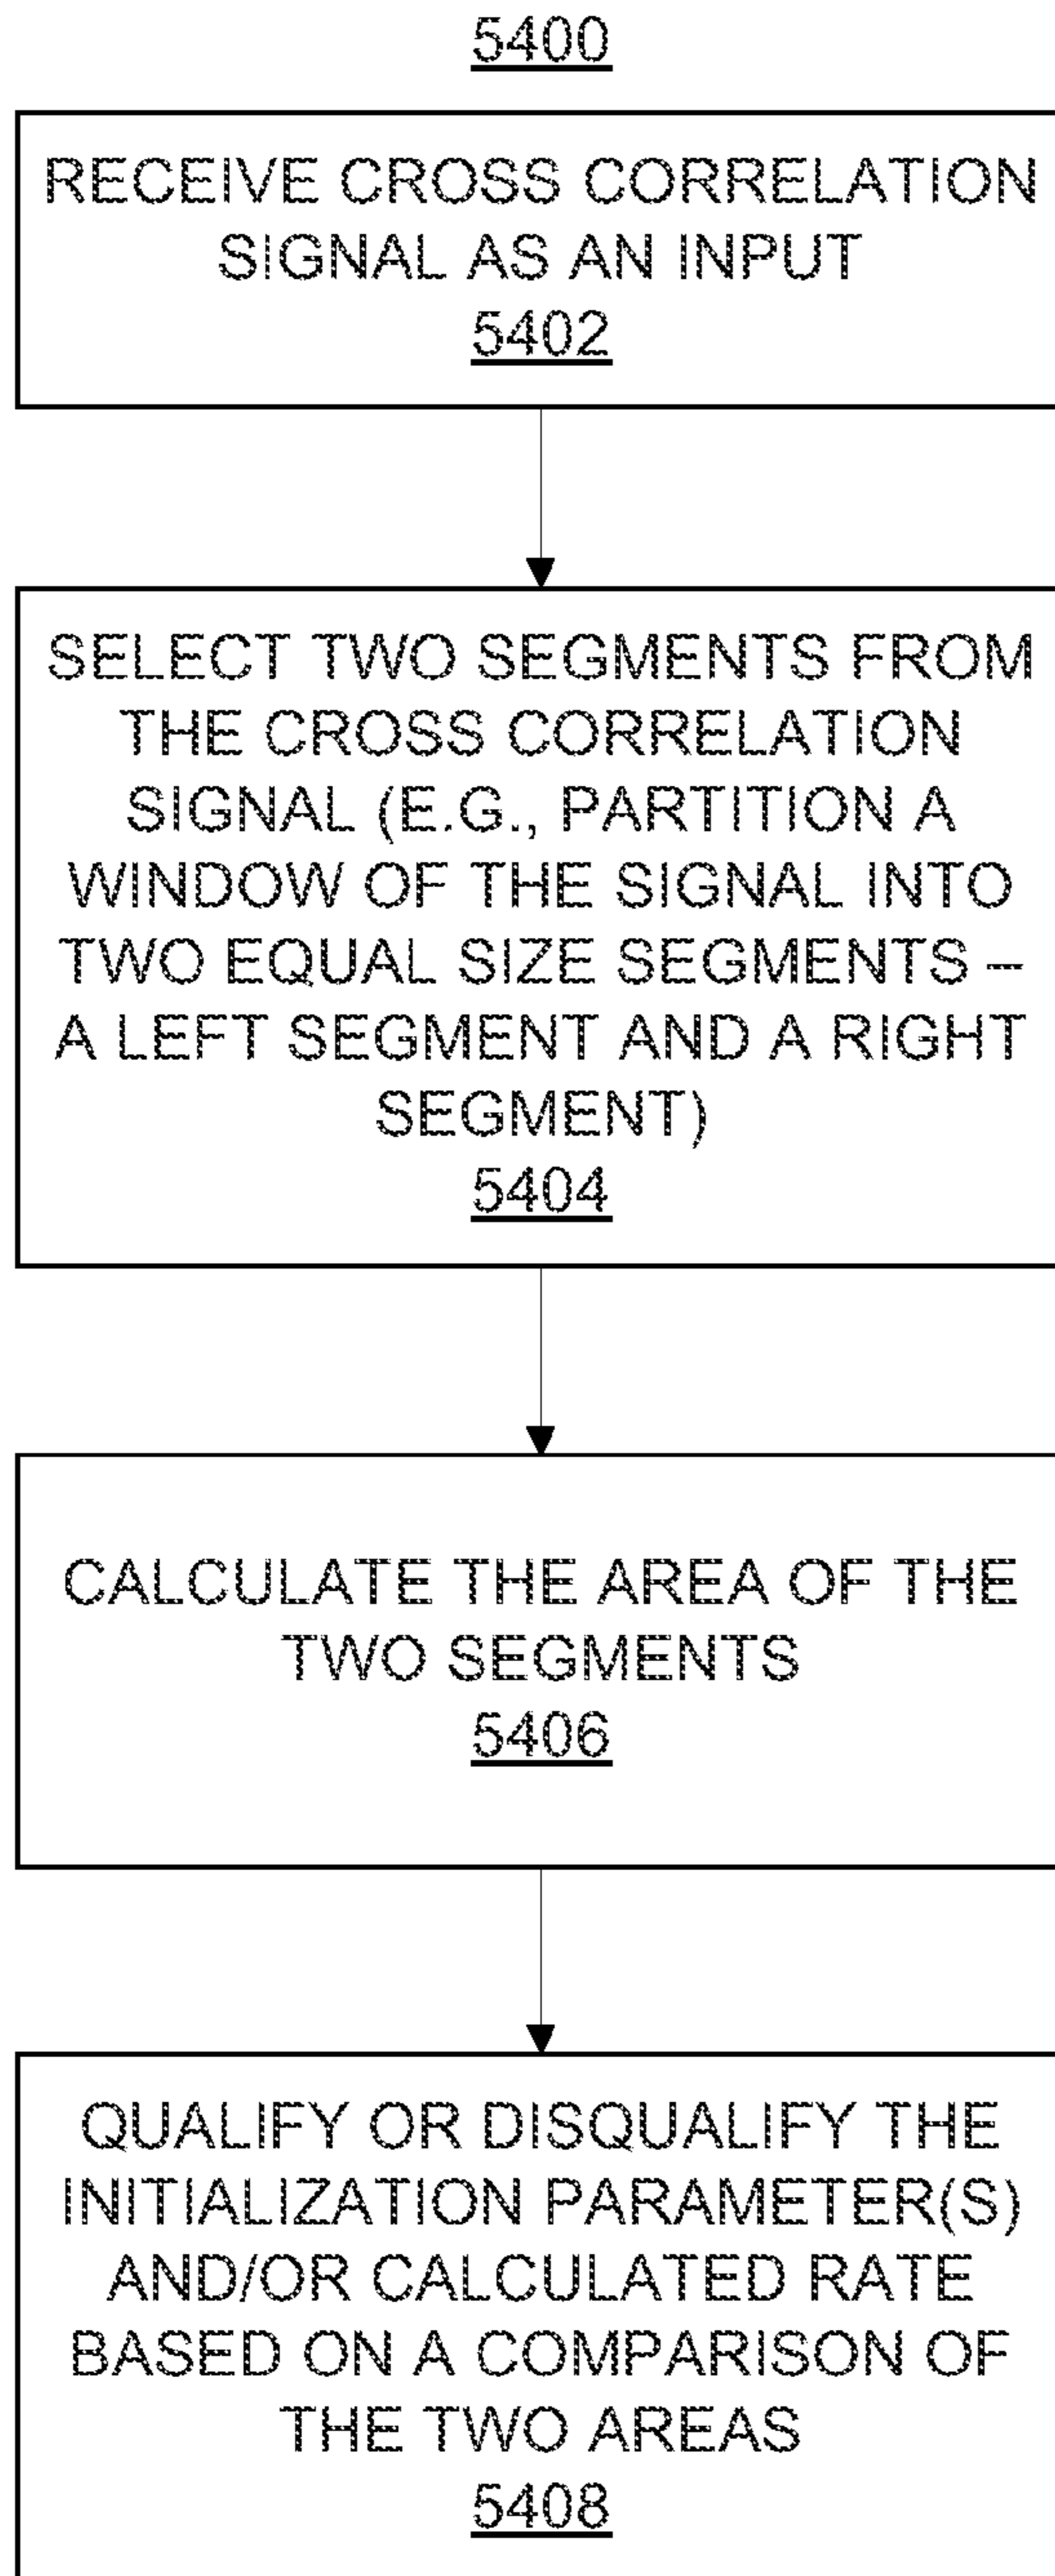 5400
RECEIVE CROSS CORRELATION
SIGNAL AS AN INPUT
5402
SELECT TWO SEGMENTS FROM
THE CROSS CORRELATION
SIGNAL (E.G., PARTITION A
WINDOW OF THE SIGNAL INTO
TWO EQUAL SIZE SEGMENTS –
A LEFT SEGMENT AND A RIGHT
SEGMENT)
5404
CALCULATE THE AREA OF THE
TWO SEGMENTS
5406
QUALIFY OR DISQUALIFY THE
INITIALIZATION PARAMETER(S)
AND/OR CALCULATED RATE
BASED ON A COMPARISON OF
THE TWO AREAS
5408